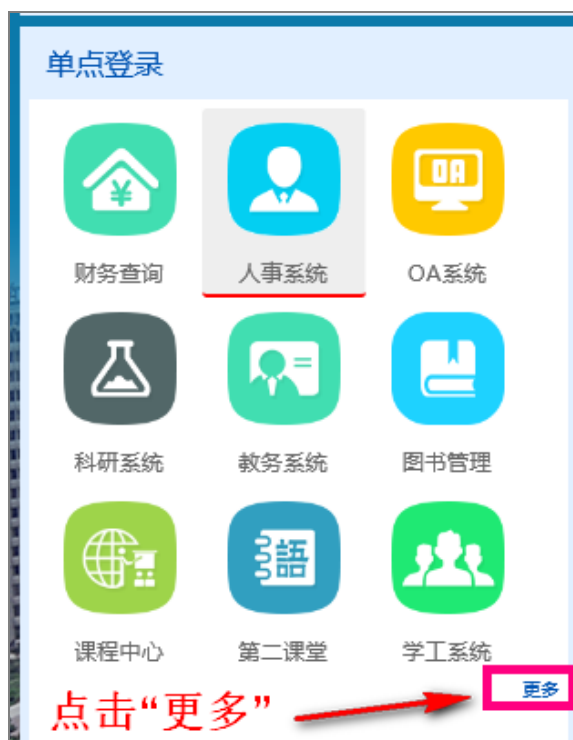 单点登录
¥
OA
财务查询 人事系统 OA系统
科研系统 教务系统 图书管理
語
课程中心 第二课堂 学工系统
更多
点击“更多”